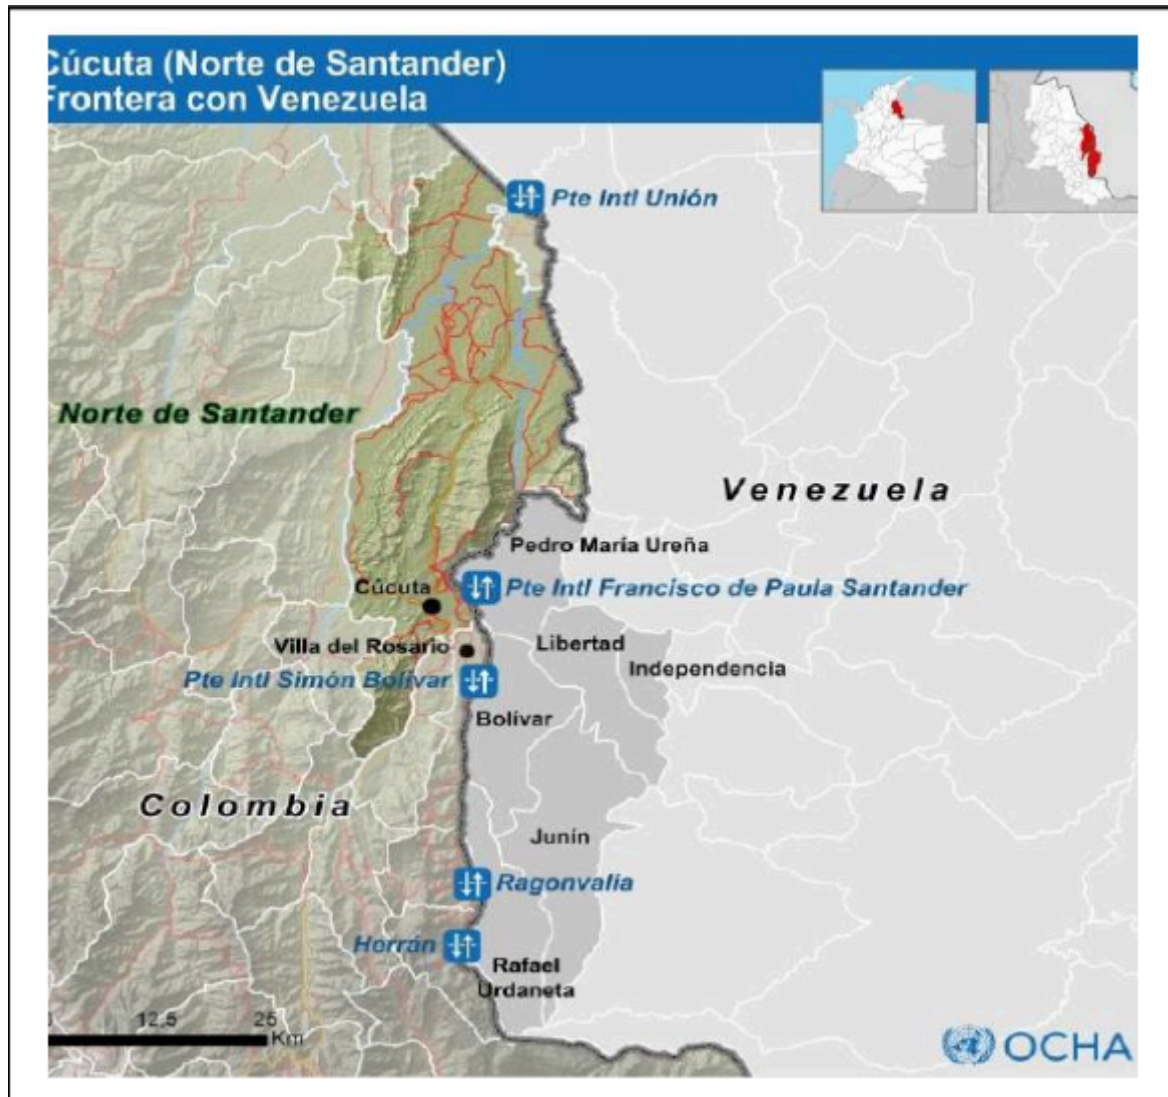 Cúcuta (Norte de Santander)
Frontera con Venezuela
Pte Intl Unión
Norte de Santander
Venezuela
Pedro María Ureña
Cúcuta
Pte Intl Francisco de Paula Santander
Villa del Rosario
Libertad
Independencia
Pte Intl Simón Bolívar
Bolívar
Colombia
Junín
Ragonvalia
Herrán
Rafael
Urdaneta
12,5 25
Km
OCHA